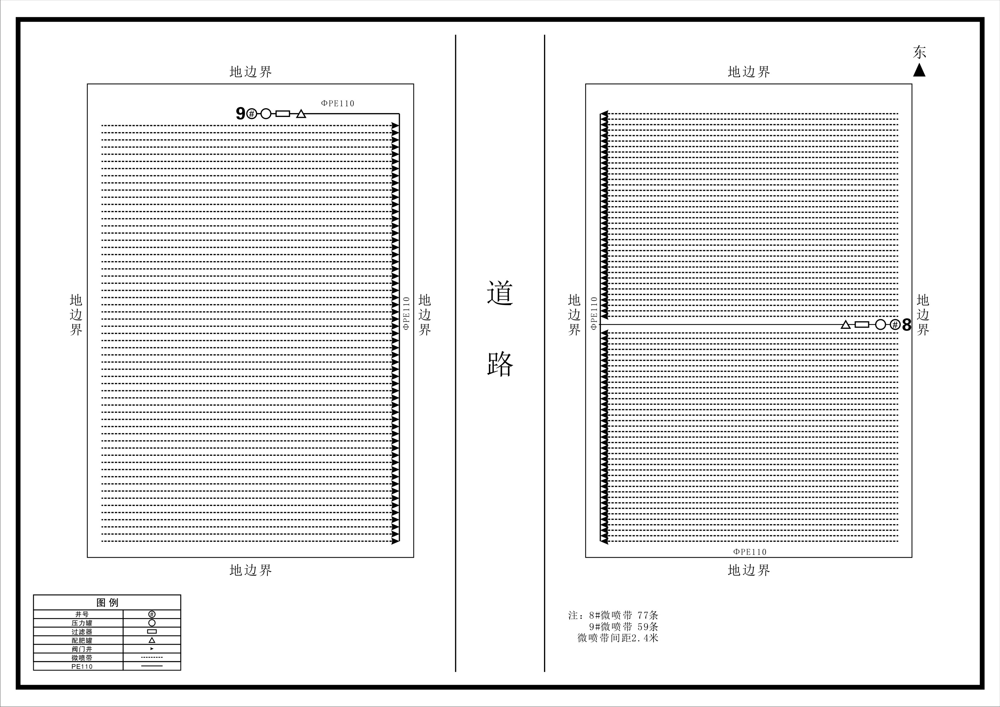 东
地边界
地边界
ΦPE110
9#
地边界
ΦPE110
地边界
道路
地边界
ΦPE110
#8
地边界
ΦPE110
地边界
地边界
图例
井号 #
压力罐
过滤器
配肥罐
阀门井
微喷带
PE110
注：8#微喷带 77条
9#微喷带 59条
微喷带间距2.4米